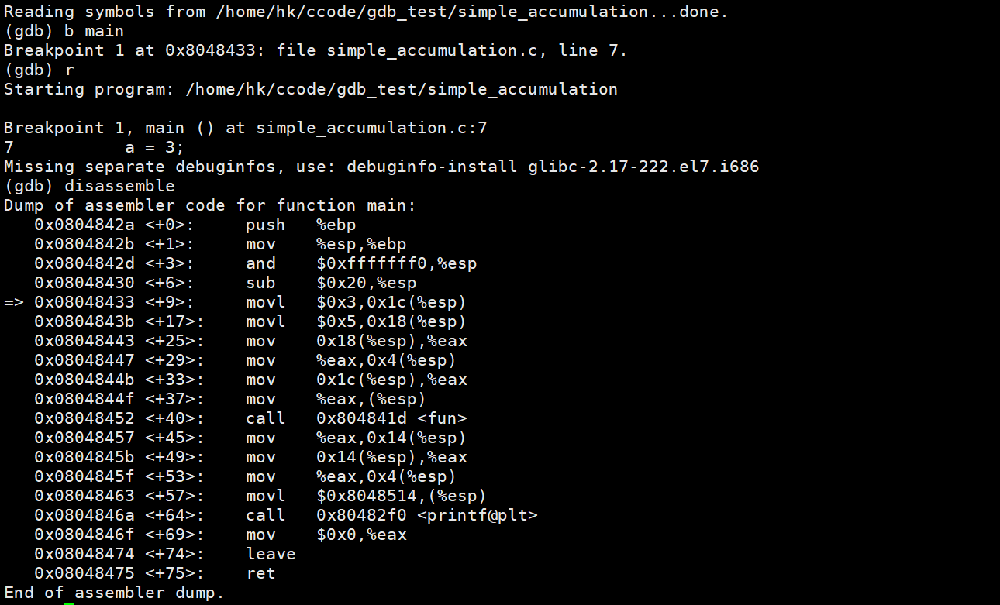 Reading symbols from /home/hk/ccode/gdb_test/simple_accumulation...done.
(gdb) b main
Breakpoint 1 at 0x8048433: file simple_accumulation.c, line 7.
(gdb) r
Starting program: /home/hk/ccode/gdb_test/simple_accumulation

Breakpoint 1, main () at simple_accumulation.c:7
7           a = 3;
Missing separate debuginfos, use: debuginfo-install glibc-2.17-222.el7.i686
(gdb) disassemble
Dump of assembler code for function main:
   0x0804842a <+0>:     push   %ebp
   0x0804842b <+1>:     mov    %esp,%ebp
   0x0804842d <+3>:     and    $0xfffffff0,%esp
   0x08048430 <+6>:     sub    $0x20,%esp
=> 0x08048433 <+9>:     movl   $0x3,0x1c(%esp)
   0x0804843b <+17>:    movl   $0x5,0x18(%esp)
   0x08048443 <+25>:    mov    0x18(%esp),%eax
   0x08048447 <+29>:    mov    %eax,0x4(%esp)
   0x0804844b <+33>:    mov    0x1c(%esp),%eax
   0x0804844f <+37>:    mov    %eax,(%esp)
   0x08048452 <+40>:    call   0x804841d <fun>
   0x08048457 <+45>:    mov    %eax,0x14(%esp)
   0x0804845b <+49>:    mov    0x14(%esp),%eax
   0x0804845f <+53>:    mov    %eax,0x4(%esp)
   0x08048463 <+57>:    movl   $0x8048514,(%esp)
   0x0804846a <+64>:    call   0x80482f0 <printf@plt>
   0x0804846f <+69>:    mov    $0x0,%eax
   0x08048474 <+74>:    leave
   0x08048475 <+75>:    ret
End of assembler dump.